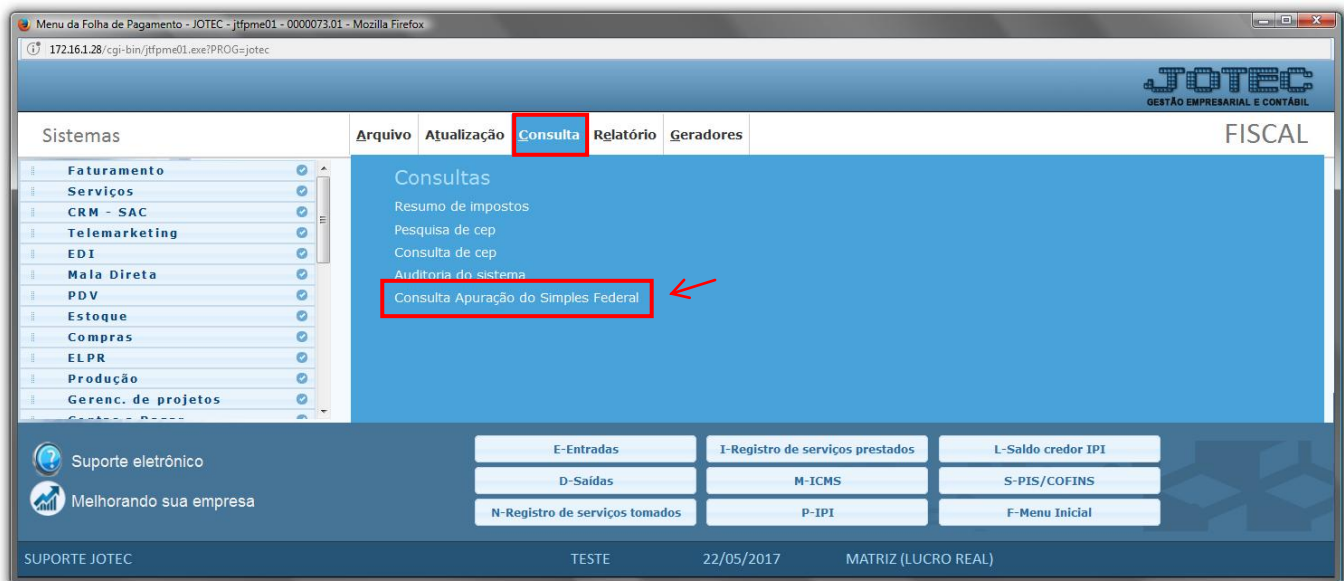 Menu da Folha de Pagamento - JOTEC - jtfpme01 - 0000073.01 - Mozilla Firefox
172.16.1.28/cgi-bin/jtfpme01.exe?PROG=jotec
JOTEC
GESTÃO EMPRESARIAL E CONTÁBIL
Sistemas
Arquivo Atualização Consulta Relatório Geradores
FISCAL
Faturamento
Serviços
CRM - SAC
Telemarketing
EDI
Mala Direta
PDV
Estoque
Compras
ELPR
Produção
Gerenc. de projetos
Consultas
Resumo de impostos
Pesquisa de cep
Consulta de cep
Auditoria do sistema
Consulta Apuração do Simples Federal
Suporte eletrônico
Melhorando sua empresa
E-Entradas I-Registro de serviços prestados L-Saldo credor IPI
D-Saídas M-ICMS S-PIS/COFINS
N-Registro de serviços tomados P-IPI F-Menu Inicial
SUPORTE JOTEC TESTE 22/05/2017 MATRIZ (LUCRO REAL)